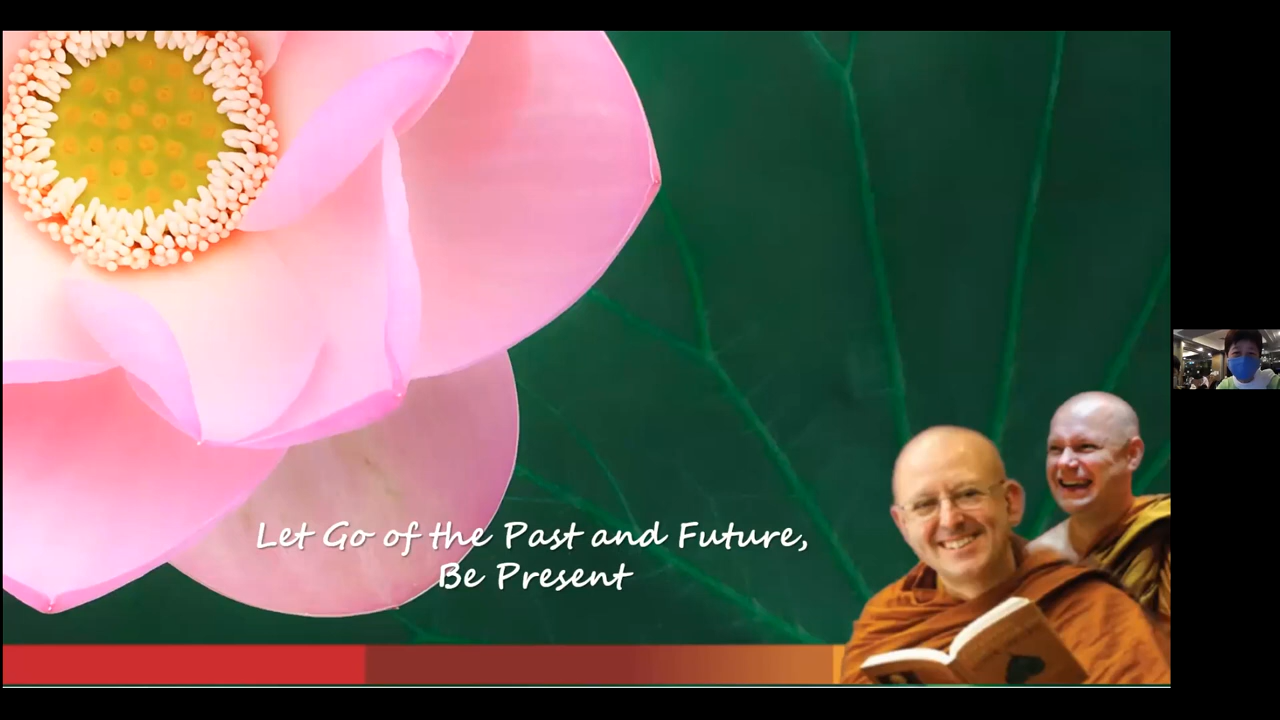 Let Go of the Past and Future,
Be Present